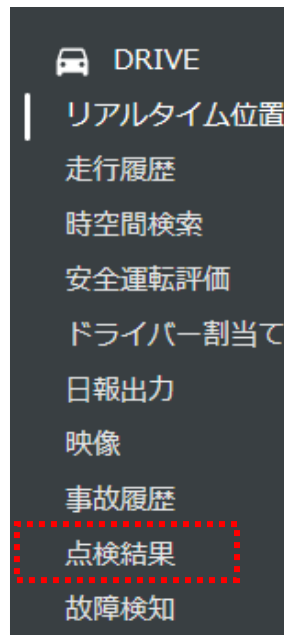 DRIVE
リアルタイム位置
走行履歴
時空間検索
安全運転評価
ドライバー割当て
日報出力
映像
事故履歴
点検結果
故障検知